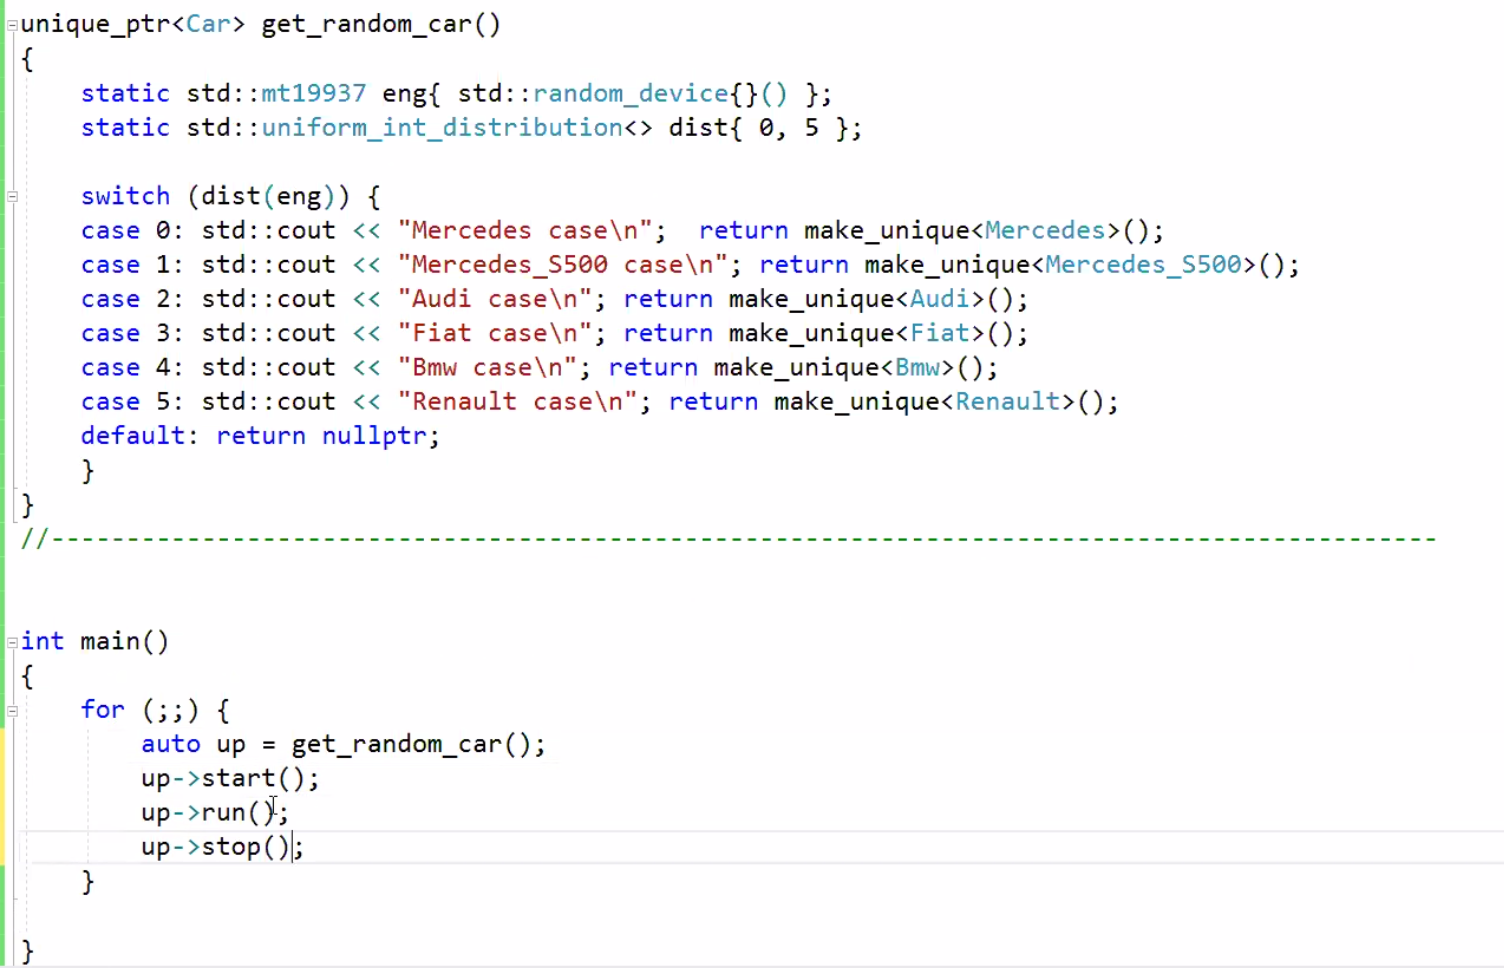 unique_ptr<Car> get_random_car()
{
    static std::mt19937 eng{ std::random_device{}() };
    static std::uniform_int_distribution<> dist{ 0, 5 };

    switch (dist(eng)) {
    case 0: std::cout << "Mercedes case\n";  return make_unique<Mercedes>();
    case 1: std::cout << "Mercedes_S500 case\n"; return make_unique<Mercedes_S500>();
    case 2: std::cout << "Audi case\n"; return make_unique<Audi>();
    case 3: std::cout << "Fiat case\n"; return make_unique<Fiat>();
    case 4: std::cout << "Bmw case\n"; return make_unique<Bmw>();
    case 5: std::cout << "Renault case\n"; return make_unique<Renault>();
    default: return nullptr;
    }
}
//--------------------------------------------------------------------------------------------

int main()
{
    for (;;) {
        auto up = get_random_car();
        up->start();
        up->run();
        up->stop();
    }

}